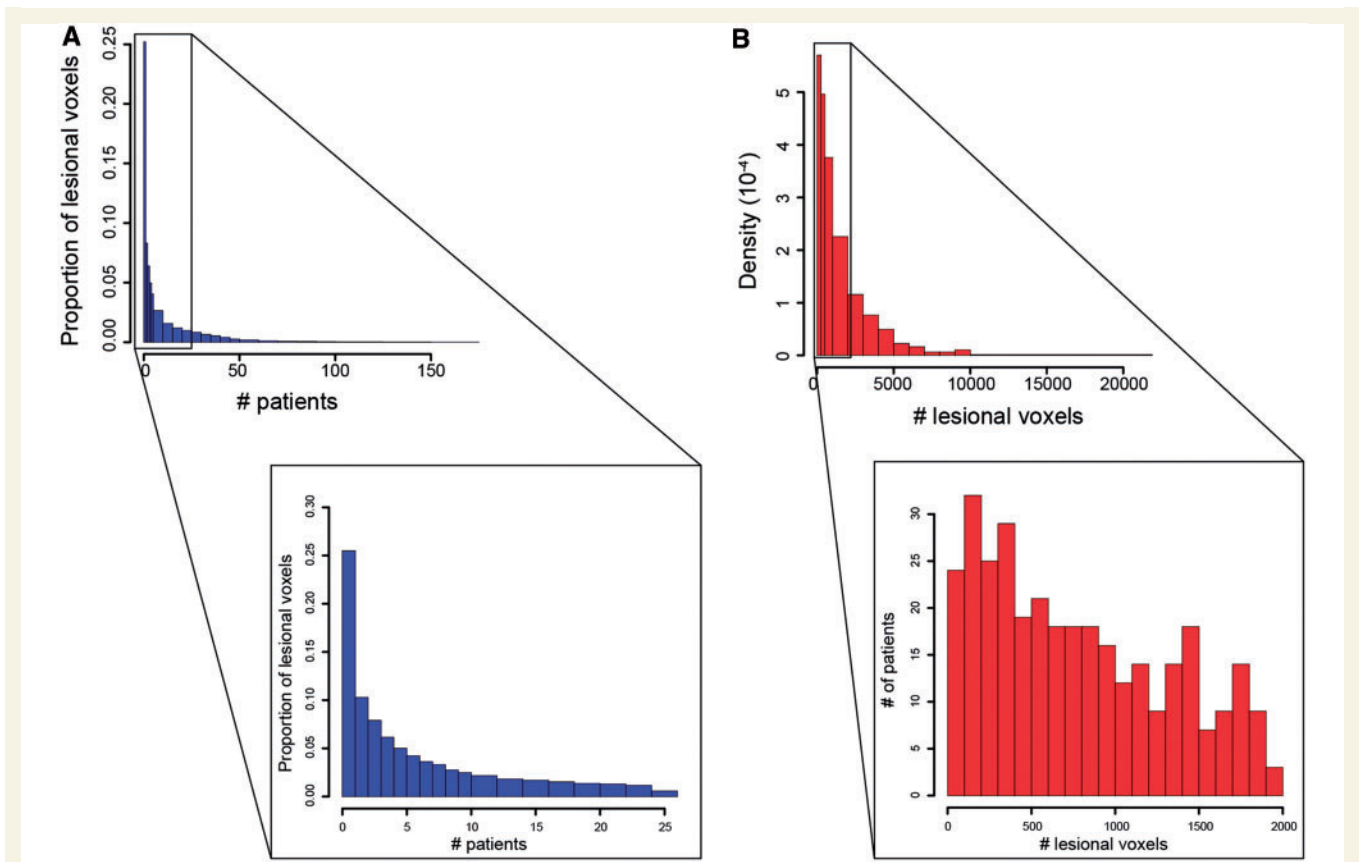 A
Proportion of lesional voxels
0.25
0.20
0.15
0.10
0.05
0.00
0 50 100 150
# patients
B
Density (10⁻⁴)
5
4
3
2
1
0
0 5000 10000 15000 20000
# lesional voxels
Proportion of lesional voxels
0.30
0.25
0.20
0.15
0.10
0.05
0.00
0 5 10 15 20 25
# patients
# of patients
30
25
20
15
10
5
0
0 500 1000 1500 2000
# lesional voxels